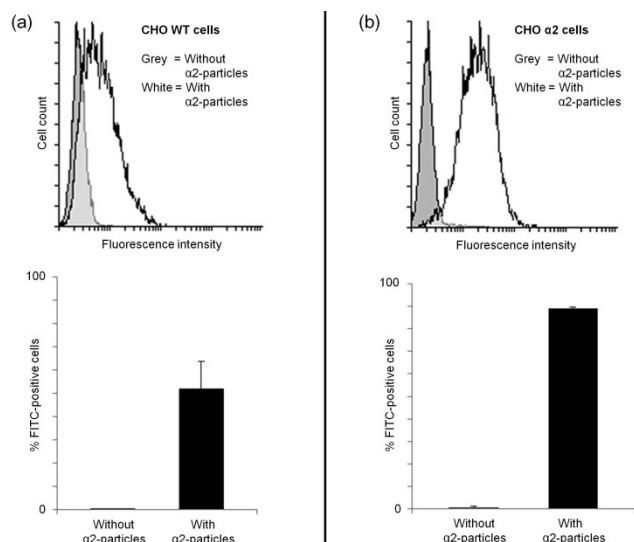 (a)
CHO WT cells
Grey = Without
α2-particles
White = With
α2-particles
Cell count
Fluorescence intensity
100
% FITC-positive cells
0
Without
α2-particles
With
α2-particles
(b)
CHO α2 cells
Grey = Without
α2-particles
White = With
α2-particles
Cell count
Fluorescence intensity
100
% FITC-positive cells
0
Without
α2-particles
With
α2-particles